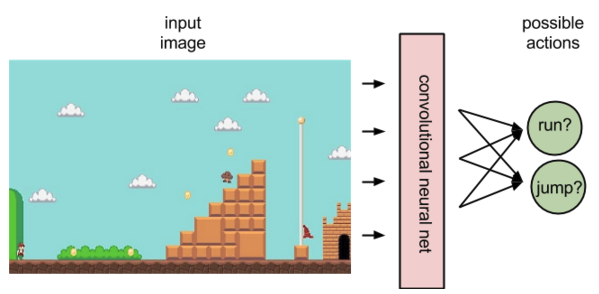 input
image
possible
actions
convolutional neural net
run?
jump?